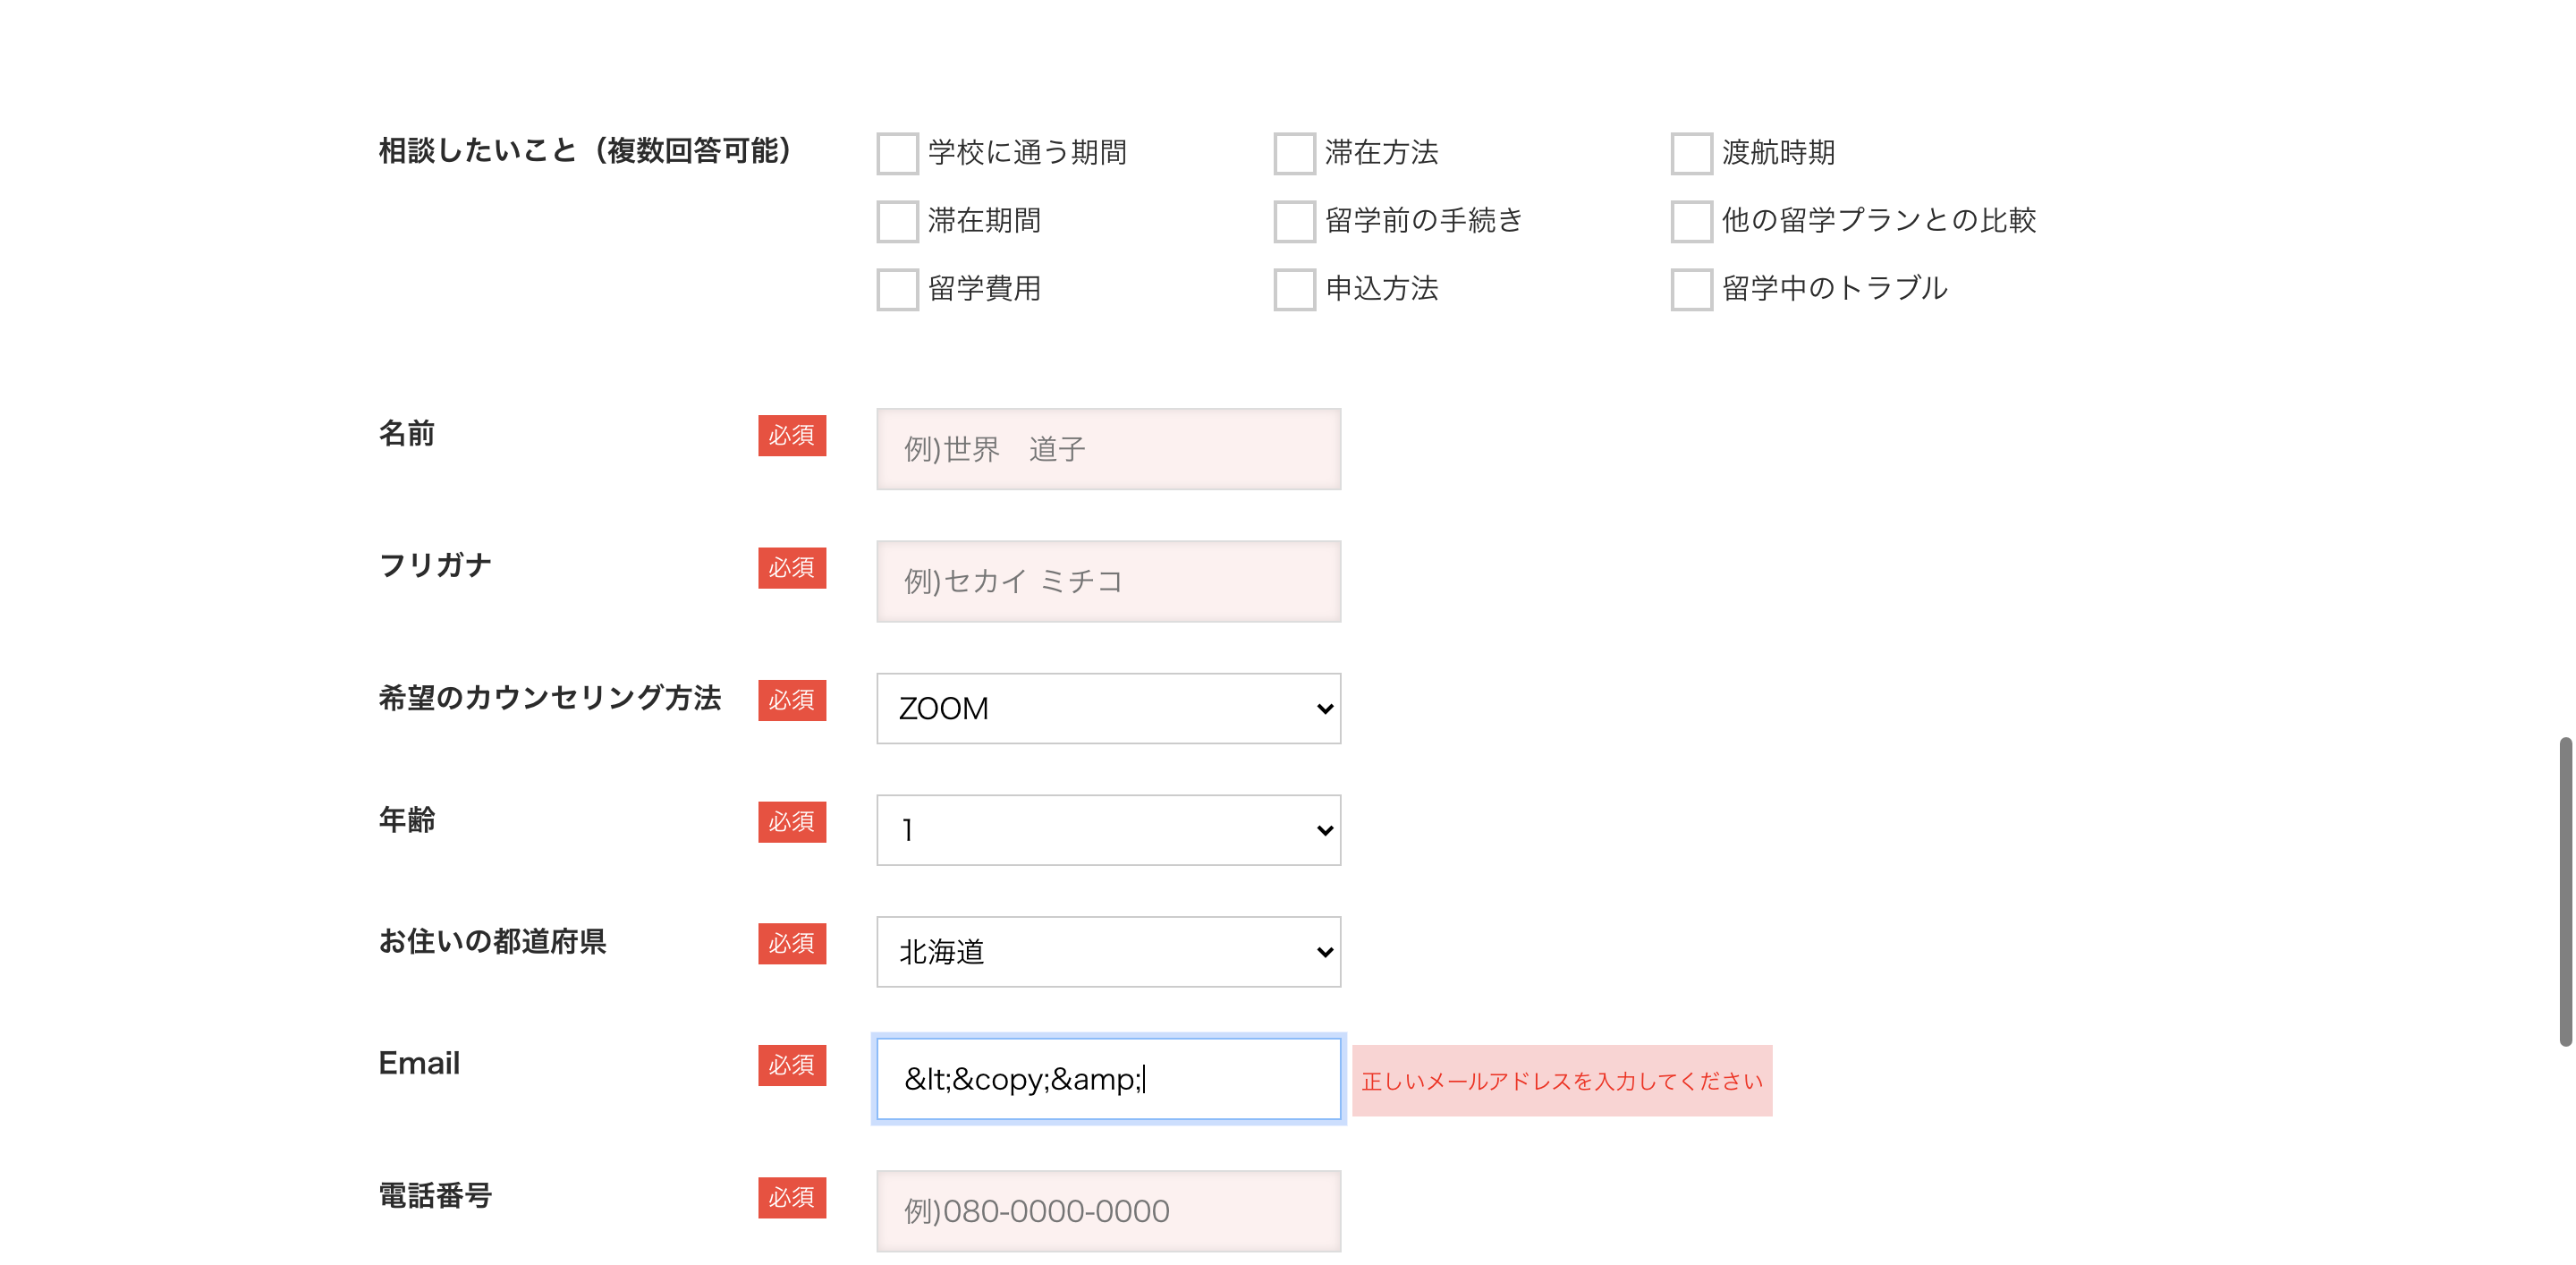 相談したいこと（複数回答可能）
学校に通う期間
滞在方法
渡航時期
滞在期間
留学前の手続き
他の留学プランとの比較
留学費用
申込方法
留学中のトラブル
名前 必須 例)世界　道子
フリガナ 必須 例)セカイ ミチコ
希望のカウンセリング方法 必須 ZOOM
年齢 必須 1
お住いの都道府県 必須 北海道
Email 必須 &lt;&copy;&amp; 正しいメールアドレスを入力してください
電話番号 必須 例)080-0000-0000